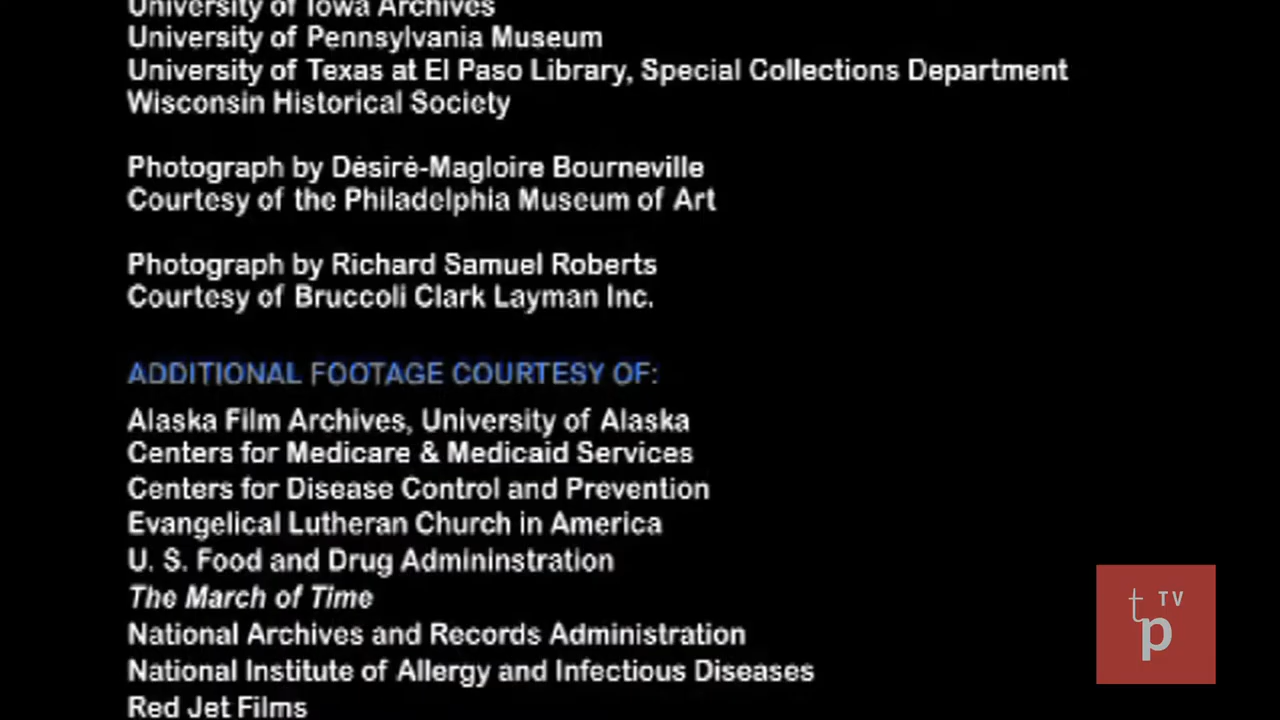 University of Iowa Archives
University of Pennsylvania Museum
University of Texas at El Paso Library, Special Collections Department
Wisconsin Historical Society
Photograph by Dèsirè-Magloire Bourneville
Courtesy of the Philadelphia Museum of Art
Photograph by Richard Samuel Roberts
Courtesy of Bruccoli Clark Layman Inc.
ADDITIONAL FOOTAGE COURTESY OF:
Alaska Film Archives, University of Alaska
Centers for Medicare & Medicaid Services
Centers for Disease Control and Prevention
Evangelical Lutheran Church in America
U. S. Food and Drug Admininstration
The March of Time
National Archives and Records Administration
National Institute of Allergy and Infectious Diseases
Red Jet Films
tp TV